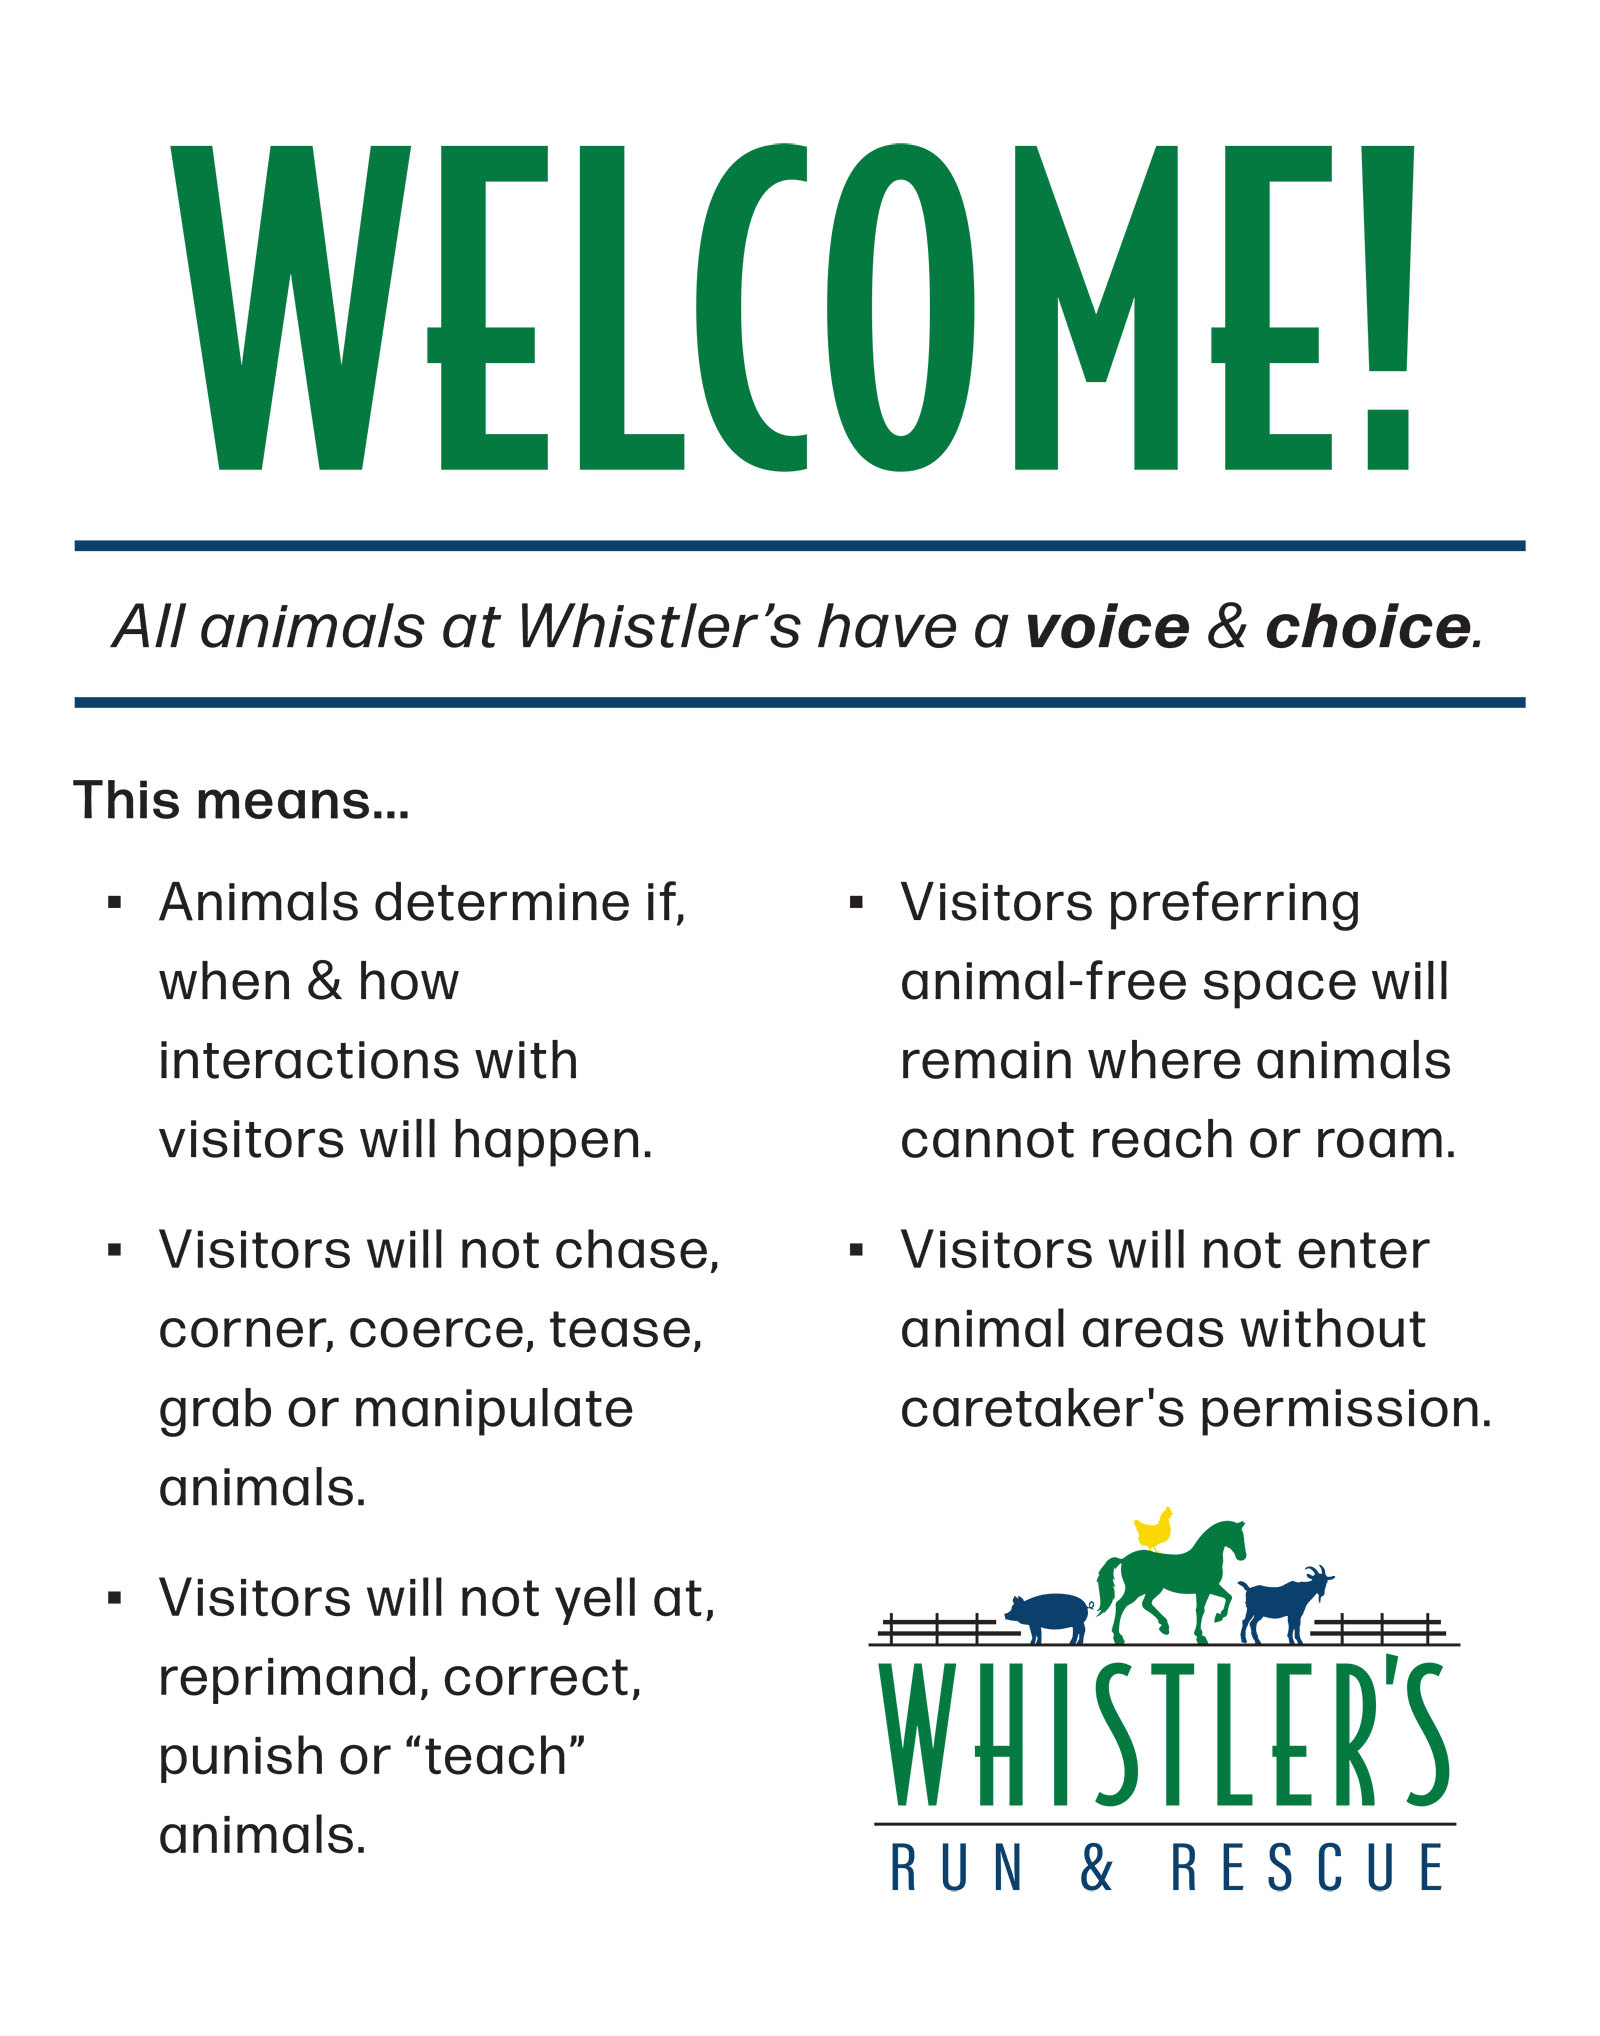 WELCOME!
All animals at Whistler’s have a voice & choice.
This means...
▪ Animals determine if,
when & how
interactions with
visitors will happen.
▪ Visitors will not chase,
corner, coerce, tease,
grab or manipulate
animals.
▪ Visitors will not yell at,
reprimand, correct,
punish or “teach”
animals.
▪ Visitors preferring
animal-free space will
remain where animals
cannot reach or roam.
▪ Visitors will not enter
animal areas without
caretaker's permission.
WHISTLER'S
RUN & RESCUE